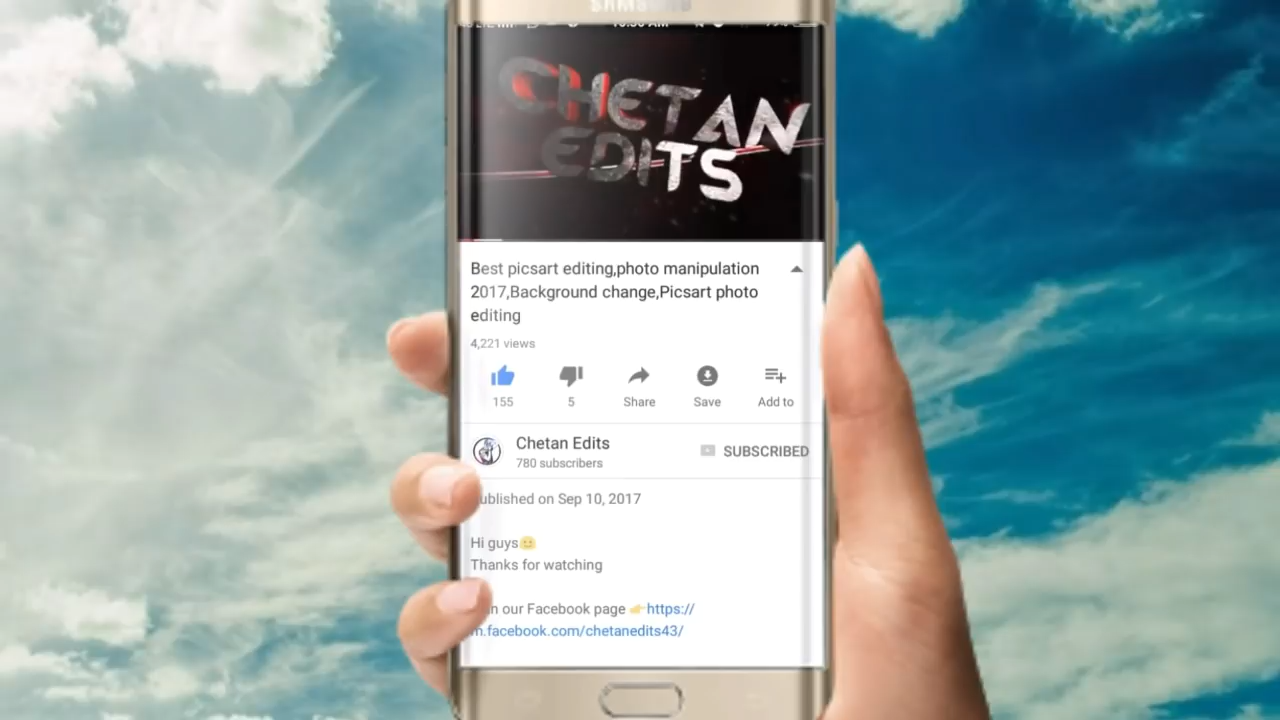 SAMSUNG
CHETAN
EDITS
Best picsart editing,photo manipulation
2017,Background change,Picsart photo
editing
4,221 views
155
5
Share
Save
Add to
Chetan Edits
780 subscribers
SUBSCRIBED
ublished on Sep 10, 2017
Hi guys🙂
Thanks for watching
n our Facebook page 👉https://
m.facebook.com/chetanedits43/